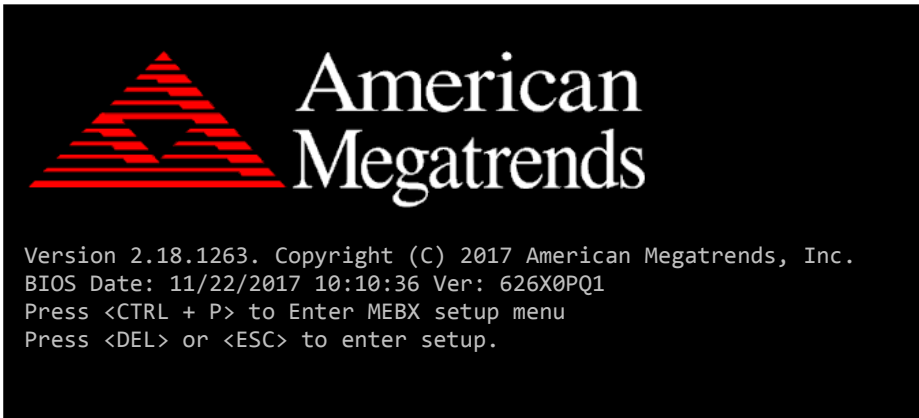 American
Megatrends
Version 2.18.1263. Copyright (C) 2017 American Megatrends, Inc.
BIOS Date: 11/22/2017 10:10:36 Ver: 626X0PQ1
Press <CTRL + P> to Enter MEBX setup menu
Press <DEL> or <ESC> to enter setup.